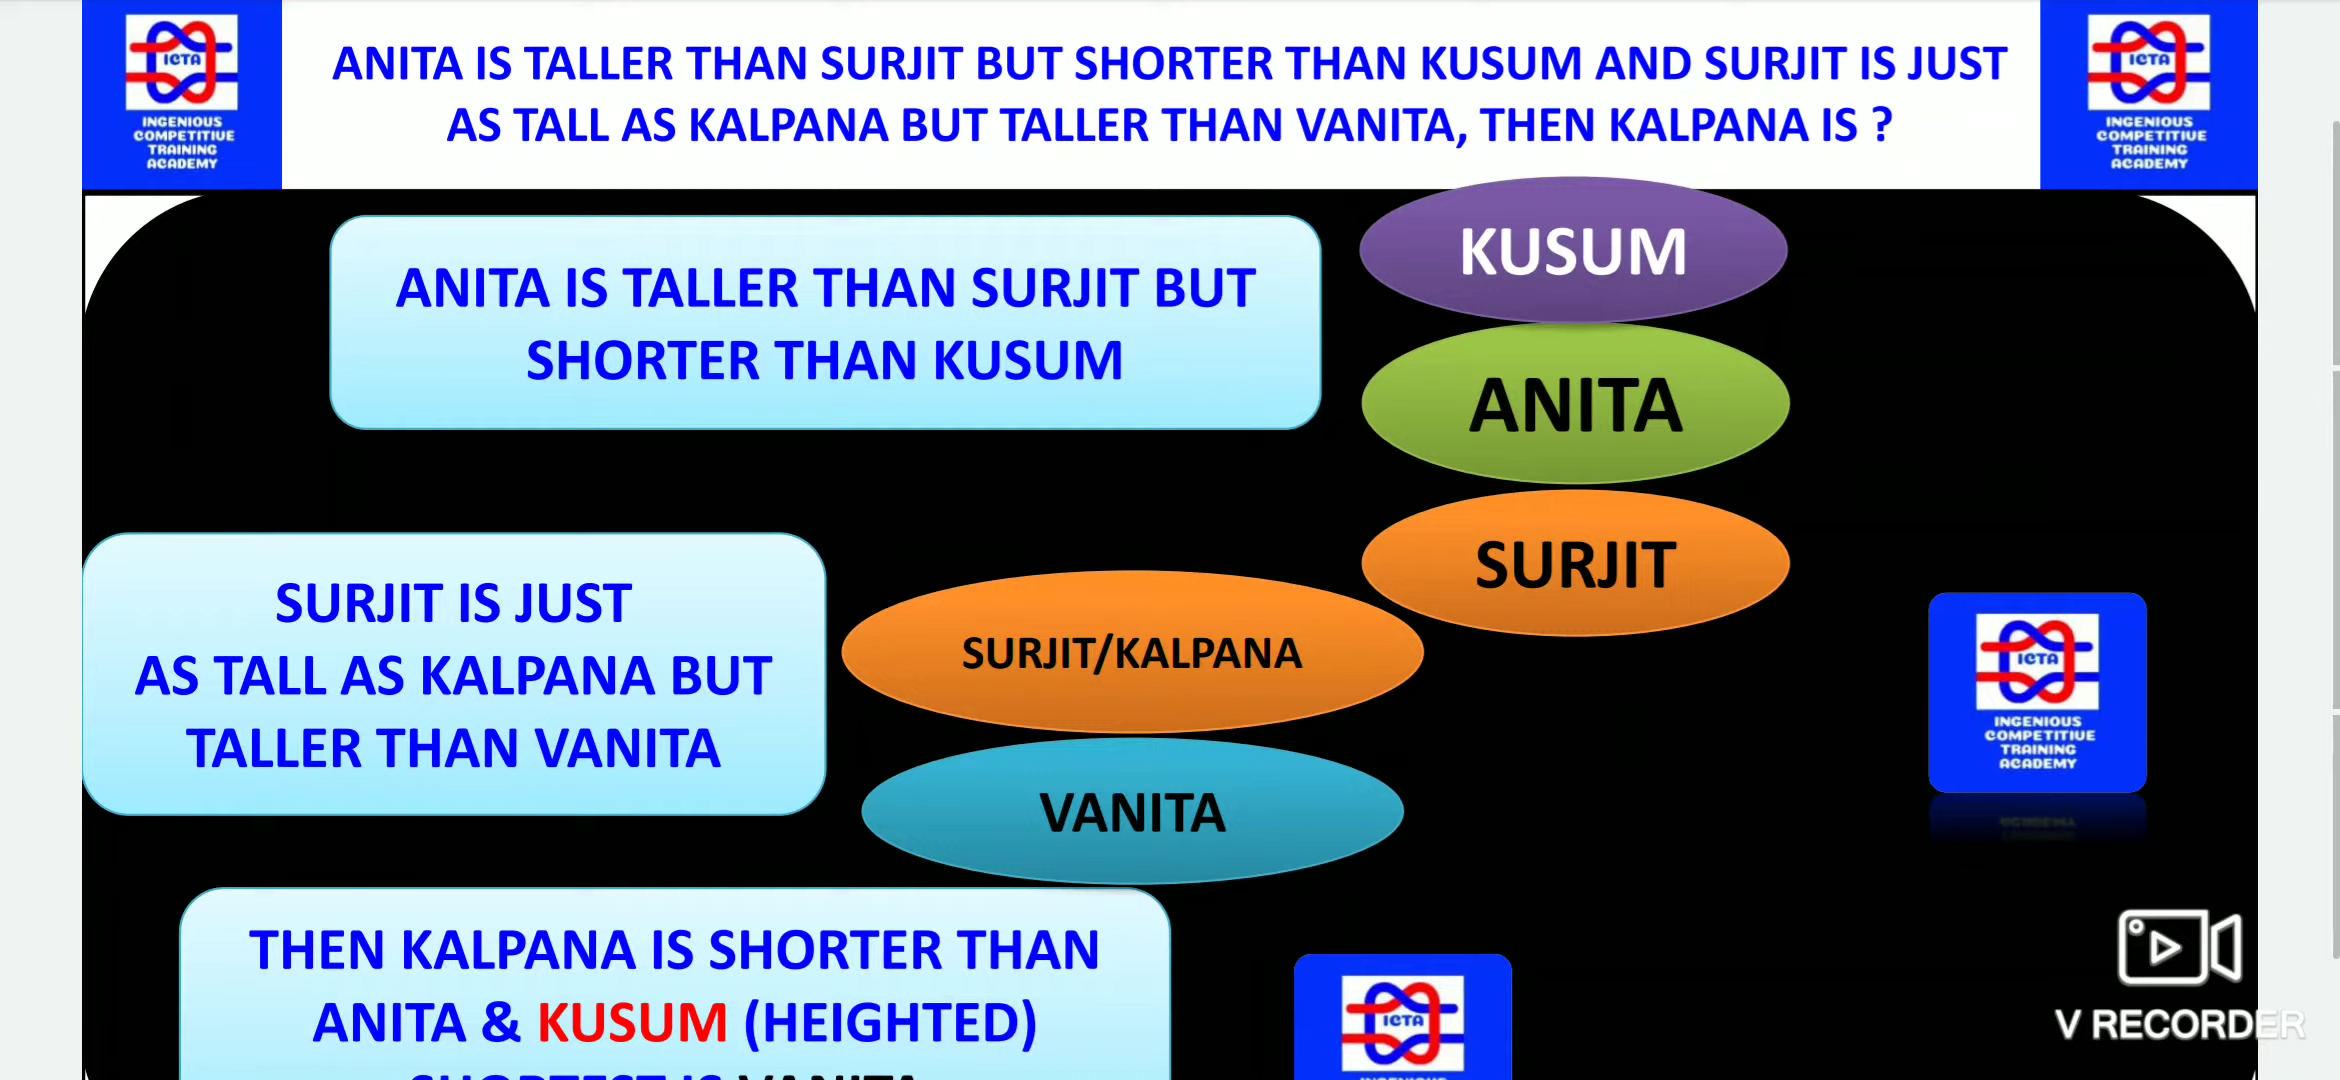 ICTA
INGENIOUS
COMPETITIVE
TRAINING
ACADEMY
ANITA IS TALLER THAN SURJIT BUT SHORTER THAN KUSUM AND SURJIT IS JUST
AS TALL AS KALPANA BUT TALLER THAN VANITA, THEN KALPANA IS ?
ICTA
INGENIOUS
COMPETITIVE
TRAINING
ACADEMY
ANITA IS TALLER THAN SURJIT BUT
SHORTER THAN KUSUM
KUSUM
ANITA
SURJIT
SURJIT IS JUST
AS TALL AS KALPANA BUT
TALLER THAN VANITA
SURJIT/KALPANA
VANITA
ICTA
INGENIOUS
COMPETITIVE
TRAINING
ACADEMY
THEN KALPANA IS SHORTER THAN
ANITA & KUSUM (HEIGHTED)
SHORTEST IS VANITA
ICTA
V RECORDER